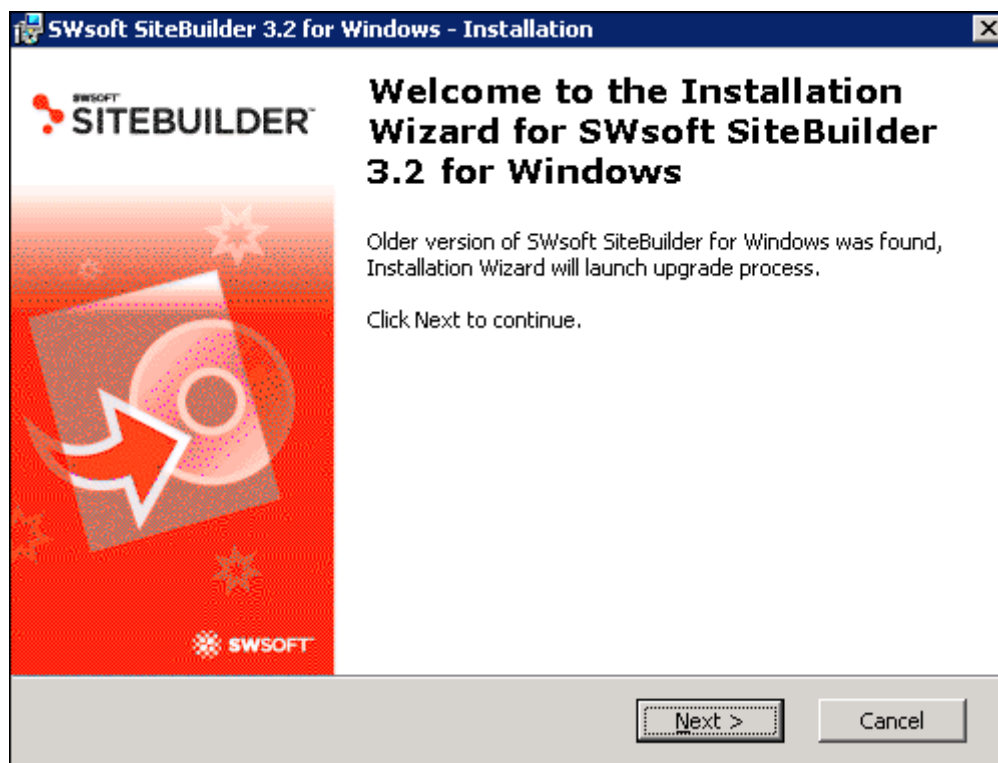 SWsoft SiteBuilder 3.2 for Windows - Installation
SWSOFT
SITEBUILDER™
Welcome to the Installation
Wizard for SWsoft SiteBuilder
3.2 for Windows
Older version of SWsoft SiteBuilder for Windows was found,
Installation Wizard will launch upgrade process.
Click Next to continue.
SWSOFT™
Next >
Cancel